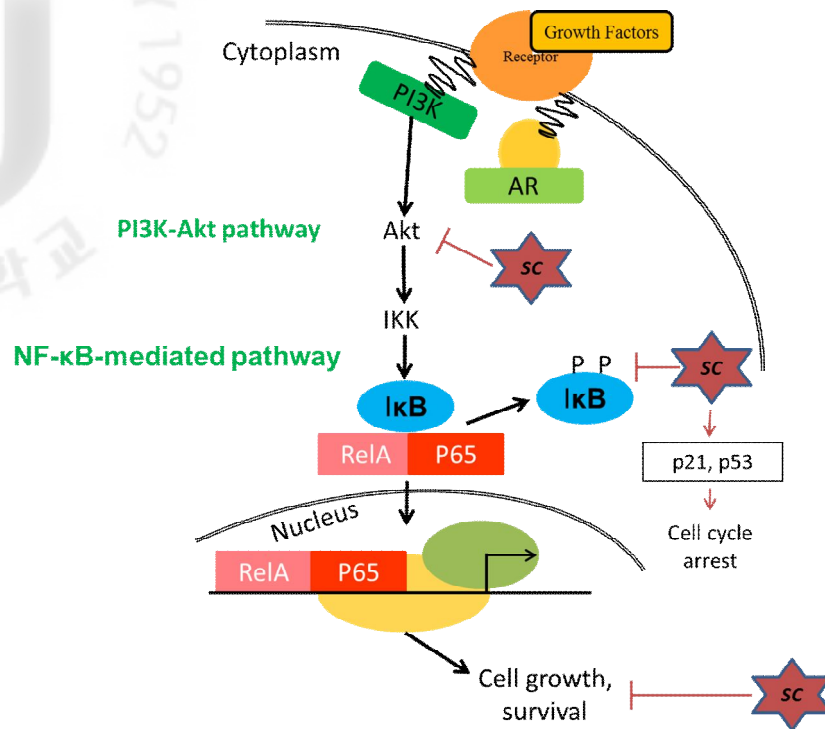 Growth Factors
Cytoplasm
Receptor
PI3K
AR
PI3K-Akt pathway
Akt
SC
IKK
NF-κB-mediated pathway
P P
SC
IκB
IκB
RelA P65
p21, p53
Nucleus
Cell cycle
arrest
RelA P65
Cell growth,
survival
SC
1952